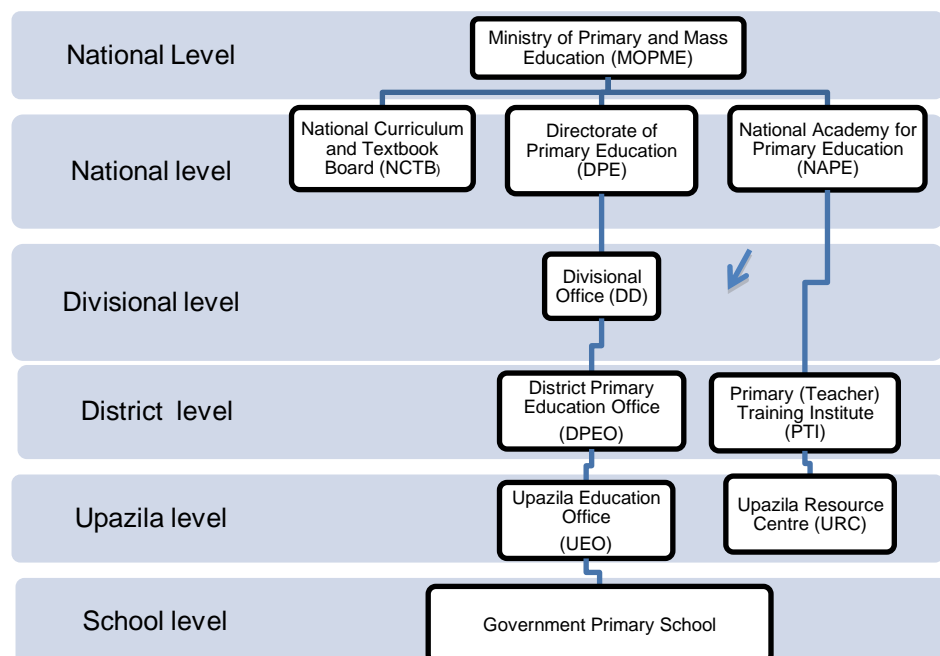 National Level
Ministry of Primary and Mass
Education (MOPME)
National level
National Curriculum
and Textbook
Board (NCTB)
Directorate of
Primary Education
(DPE)
National Academy for
Primary Education
(NAPE)
Divisional level
Divisional
Office (DD)
District  level
District Primary
Education Office
(DPEO)
Primary (Teacher)
Training Institute
(PTI)
Upazila level
Upazila Education
Office
(UEO)
Upazila Resource
Centre (URC)
School level
Government Primary School